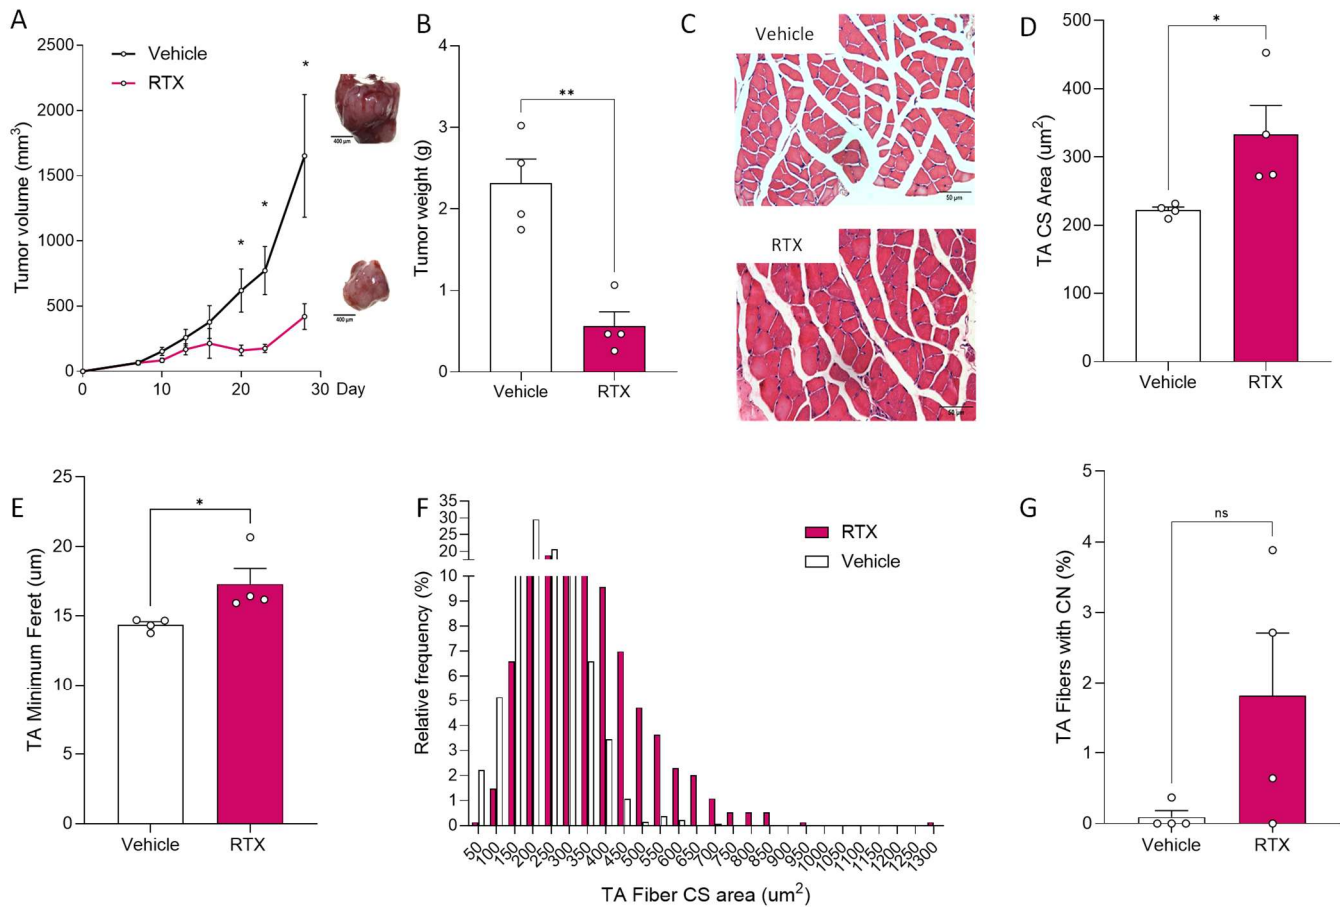 A
2500
2000
1500
1000
500
0
Tumor volume (mm³)
Vehicle
RTX
*
*
*
400 µm
400 µm
0
10
20
30
Day
B
4
3
2
1
0
Tumor weight (g)
**
Vehicle
RTX
C
Vehicle
50 µm
RTX
50 µm
D
500
400
300
200
100
0
TA CS Area (um²)
*
Vehicle
RTX
E
25
20
15
10
5
0
TA Minimum Feret (um)
*
Vehicle
RTX
F
35
30
25
20
15
10
9
8
7
6
5
4
3
2
1
0
Relative frequency (%)
RTX
Vehicle
50
100
150
200
250
300
350
400
450
500
550
600
650
700
750
800
850
900
950
1000
1050
1100
1150
1200
1250
1300
TA Fiber CS area (um²)
G
5
4
3
2
1
0
TA Fibers with CN (%)
ns
Vehicle
RTX